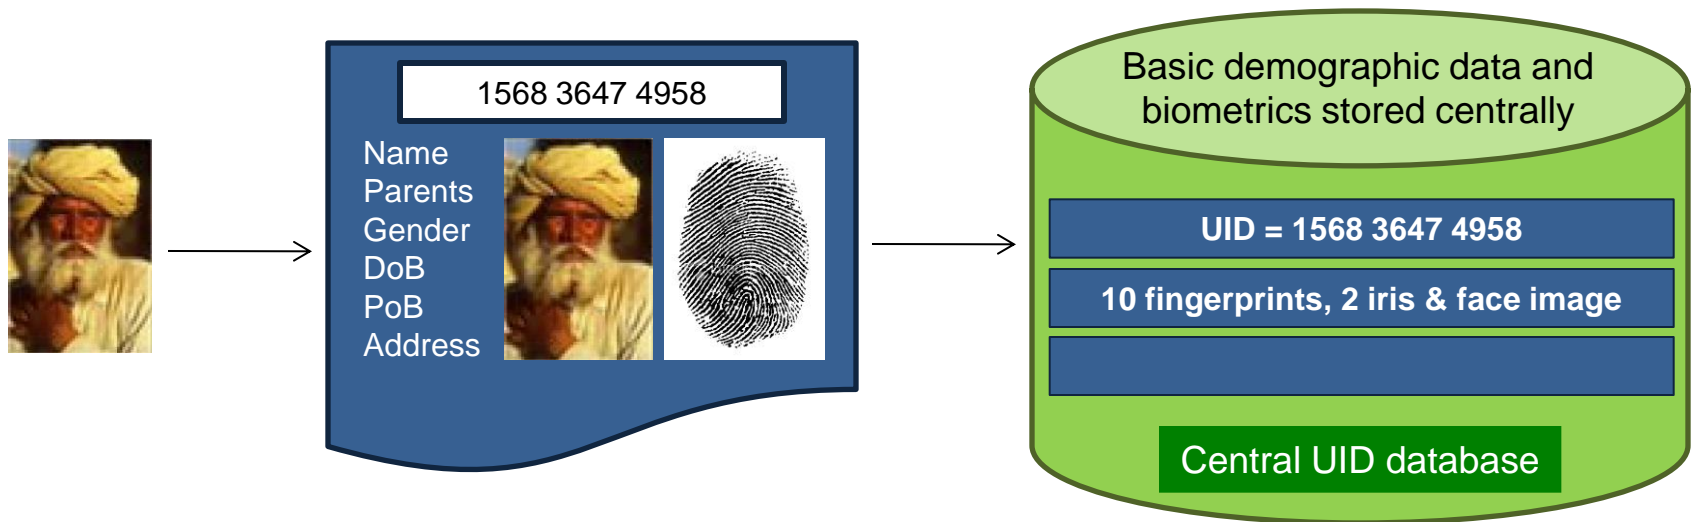 1568 3647 4958
Name
Parents
Gender
DoB
PoB
Address
Basic demographic data and
biometrics stored centrally
UID = 1568 3647 4958
10 fingerprints, 2 iris & face image
Central UID database